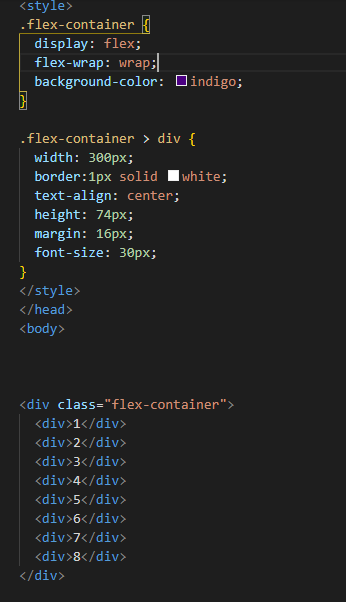 <style>
.flex-container {
  display: flex;
  flex-wrap: wrap;
  background-color: indigo;
}

.flex-container > div {
  width: 300px;
  border:1px solid white;
  text-align: center;
  height: 74px;
  margin: 16px;
  font-size: 30px;
}
</style>
</head>
<body>

<div class="flex-container">
  <div>1</div>
  <div>2</div>
  <div>3</div>
  <div>4</div>
  <div>5</div>
  <div>6</div>
  <div>7</div>
  <div>8</div>
</div>